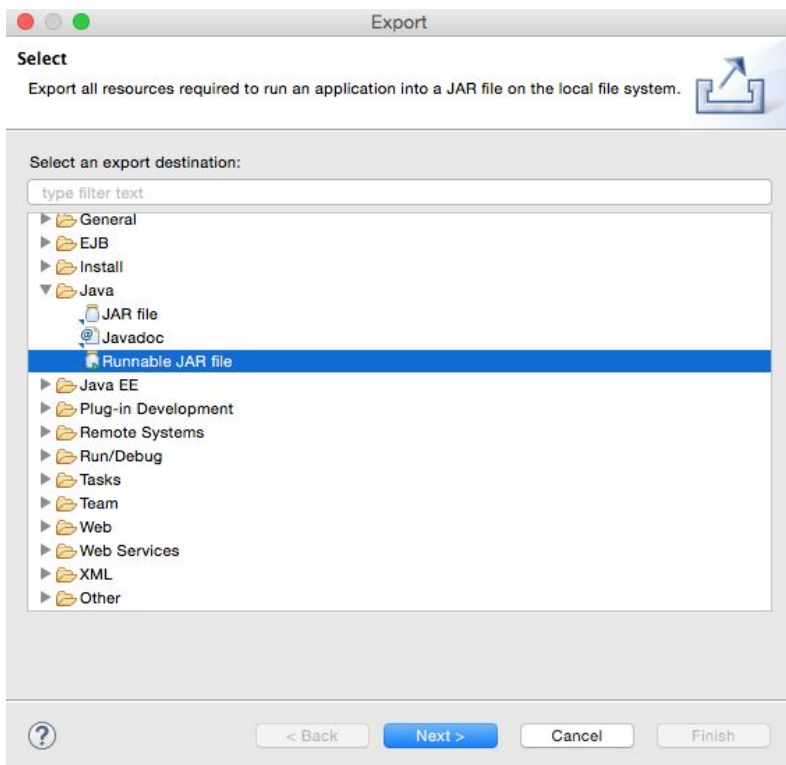 Export
Select
Export all resources required to run an application into a JAR file on the local file system.
Select an export destination:
type filter text
General
EJB
Install
Java
JAR file
Javadoc
Runnable JAR file
Java EE
Plug-in Development
Remote Systems
Run/Debug
Tasks
Team
Web
Web Services
XML
Other
? < Back Next > Cancel Finish